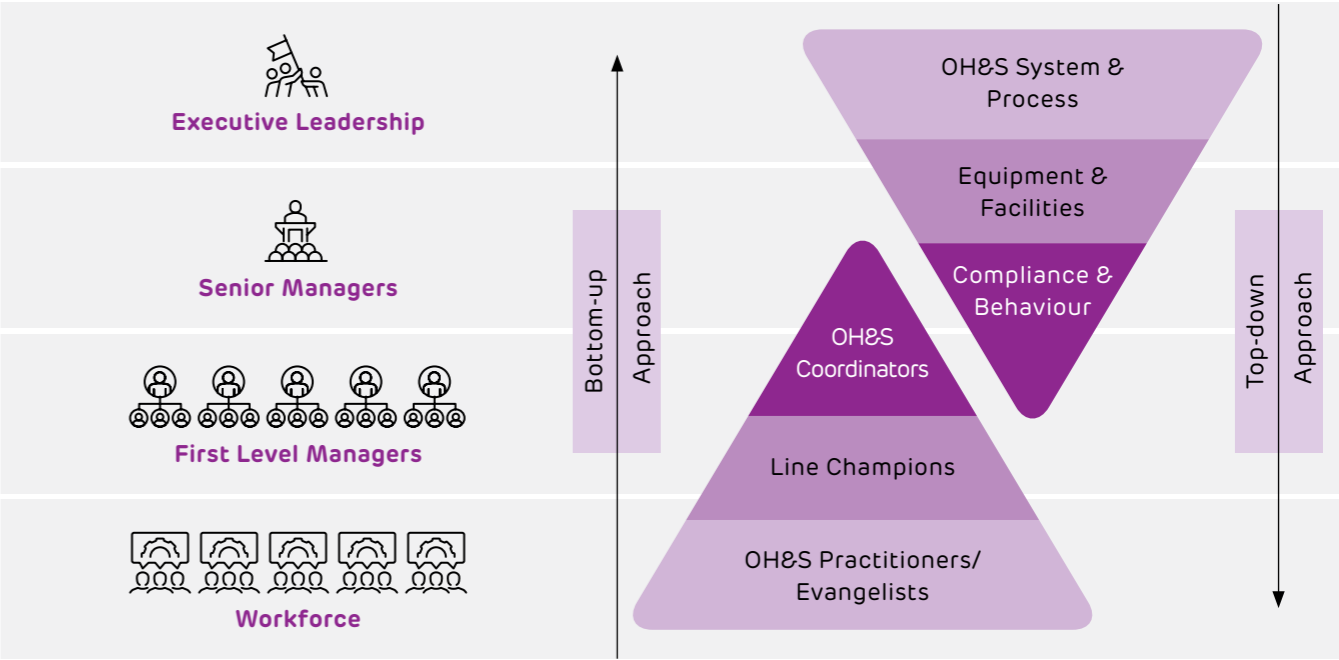 Executive Leadership
Senior Managers
First Level Managers
Workforce
Bottom-up
Approach
OH&S System &
Process
Equipment &
Facilities
Compliance &
Behaviour
OH&S
Coordinators
Line Champions
OH&S Practitioners/
Evangelists
Top-down
Approach